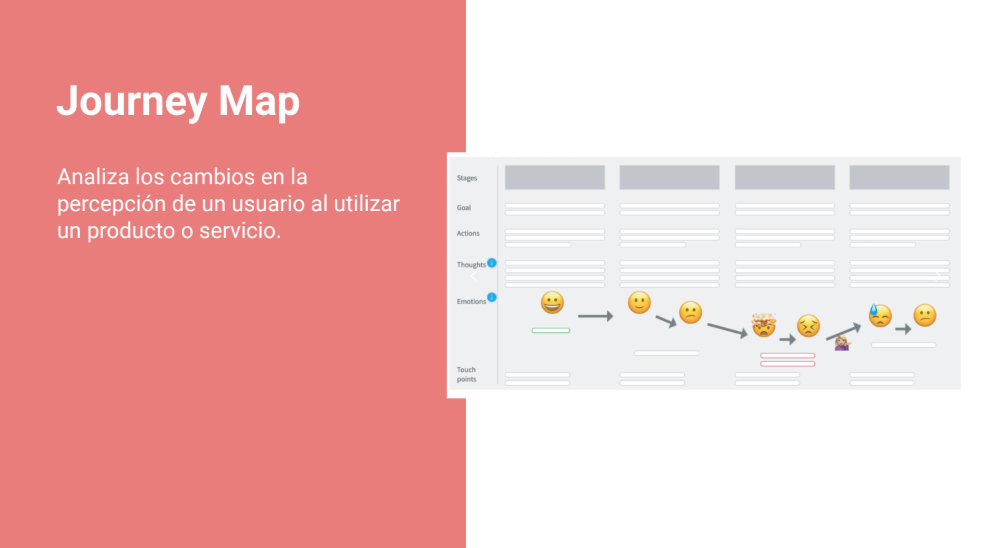 Journey Map
Analiza los cambios en la
percepción de un usuario al utilizar
un producto o servicio.
Stages
Goal
Actions
Thoughts
Emotions
Touch
points